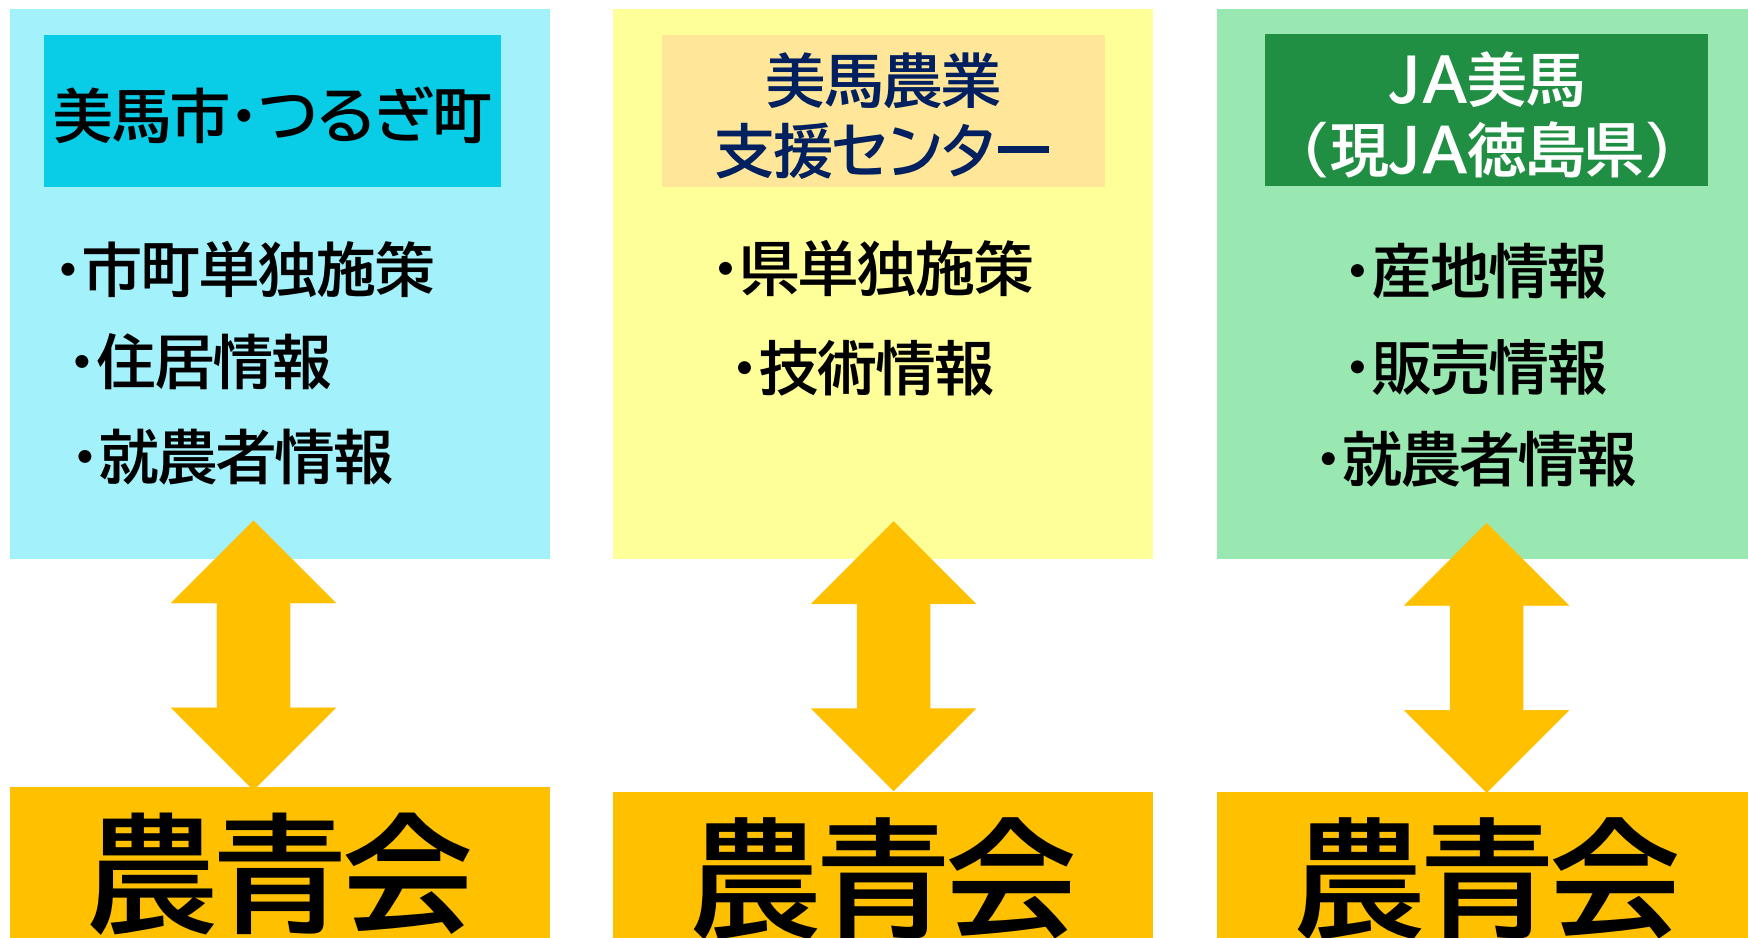 美馬市・つるぎ町
・市町単独施策
・住居情報
・就農者情報
農青会
美馬農業
支援センター
・県単独施策
・技術情報
農青会
JA美馬
（現JA徳島県）
・産地情報
・販売情報
・就農者情報
農青会